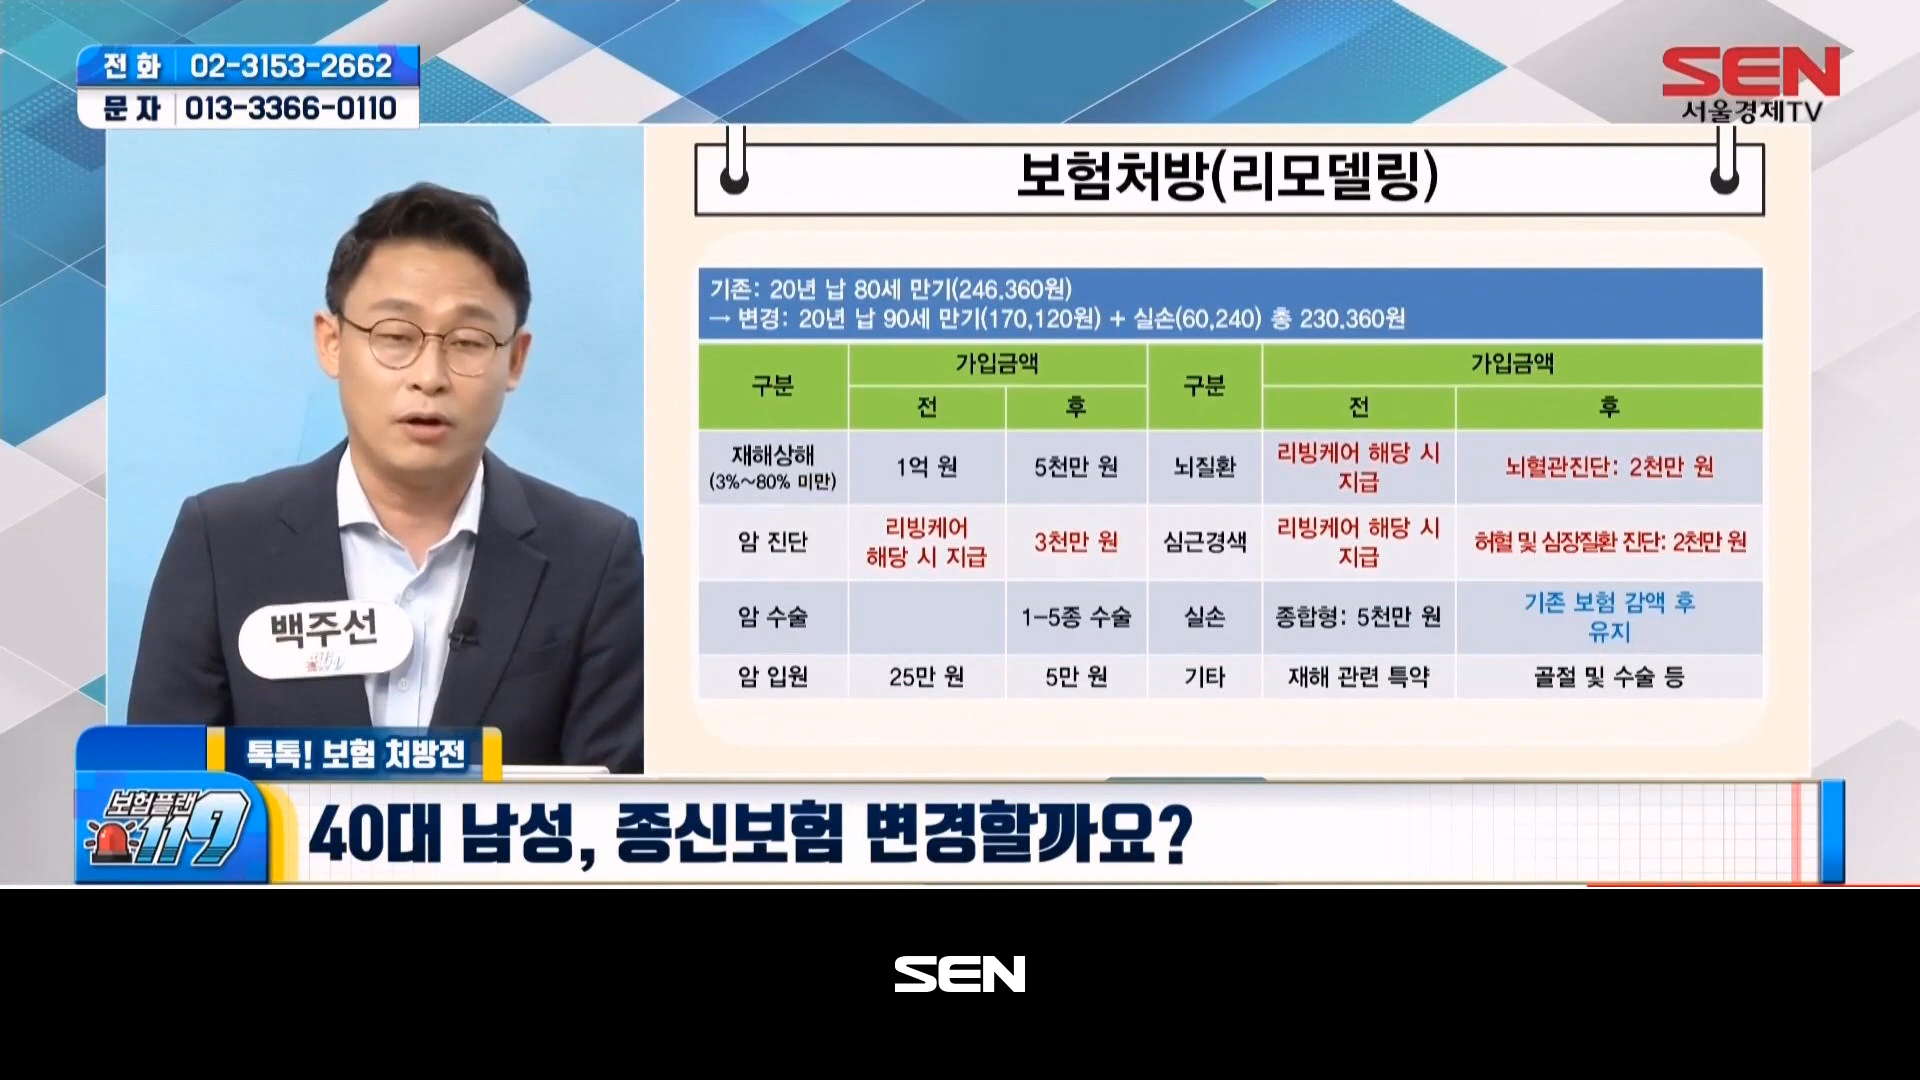 전화 02-3153-2662
문자 013-3366-0110
SEN
서울경제TV
보험처방(리모델링)
기존: 20년 납 80세 만기(246.360원)
→ 변경: 20년 납 90세 만기(170,120원) + 실손(60,240) 총 230.360원
구분 가입금액 구분 가입금액
전 후 전 후
재해상해
(3%~80% 미만)
1억 원
5천만 원
뇌질환
리빙케어 해당 시
지급
뇌혈관진단: 2천만 원
암 진단
리빙케어
해당 시 지급
3천만 원
심근경색
리빙케어 해당 시
지급
허혈 및 심장질환 진단: 2천만 원
암 수술
1-5종 수술
실손
종합형: 5천만 원
기존 보험 감액 후
유지
암 입원
25만 원
5만 원
기타
재해 관련 특약
골절 및 수술 등
백주선
톡톡! 보험 처방전
보험플랜
119
40대 남성, 종신보험 변경할까요?
SEN